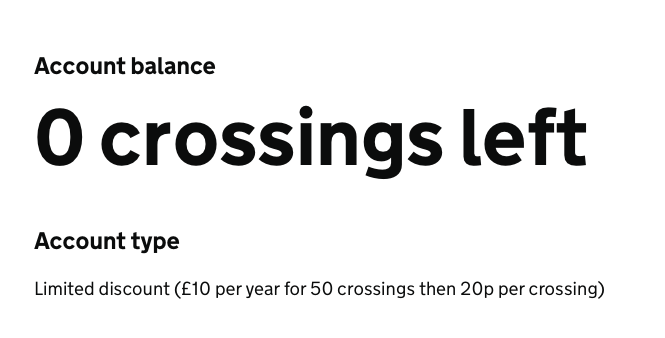 Account balance
0 crossings left
Account type
Limited discount (£10 per year for 50 crossings then 20p per crossing)